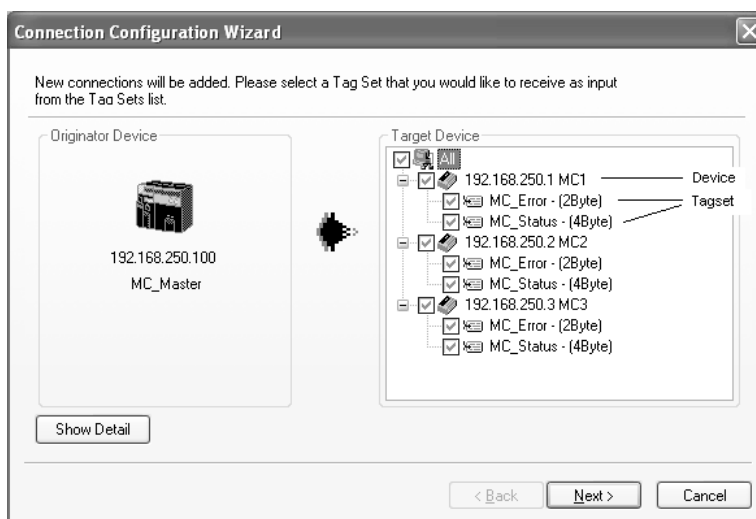 Connection Configuration Wizard
New connections will be added. Please select a Tag Set that you would like to receive as input
from the Tag Sets list.
Originator Device
192.168.250.100
MC_Master
Show Detail
Target Device
All
192.168.250.1 MC1
Device
MC_Error - (2Byte)
Tagset
MC_Status - (4Byte)
192.168.250.2 MC2
MC_Error - (2Byte)
MC_Status - (4Byte)
192.168.250.3 MC3
MC_Error - (2Byte)
MC_Status - (4Byte)
< Back
Next >
Cancel